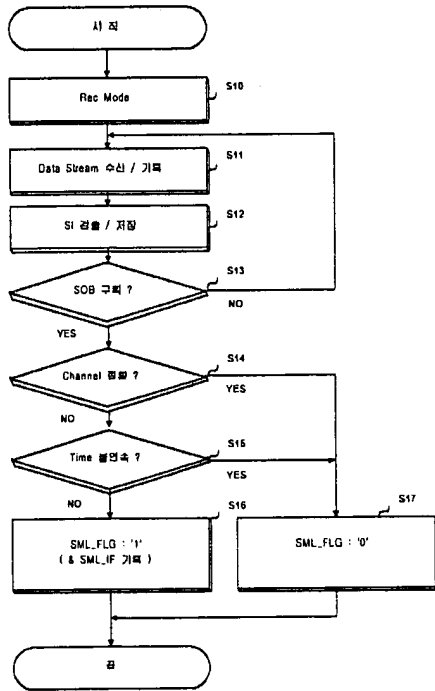 시 작
S10
Rec Mode
S11
Data Stream 수신 / 기록
S12
SI 검출 / 저장
S13
SOB 구획 ?
NO
YES
S14
Channel 전환 ?
YES
NO
S15
Time 불연속 ?
YES
NO
S16
S17
SML_FLG : '1'
( & SML_IF 기록 )
SML_FLG : '0'
끝